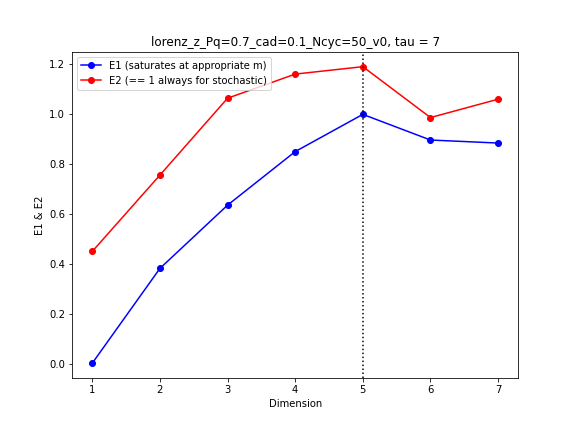 lorenz_z_Pq=0.7_cad=0.1_Ncyc=50_v0, tau = 7
E1 (saturates at appropriate m)
E2 (== 1 always for stochastic)
1.2
1.0
0.8
0.6
0.4
0.2
0.0
E1 & E2
1 2 3 4 5 6 7
Dimension